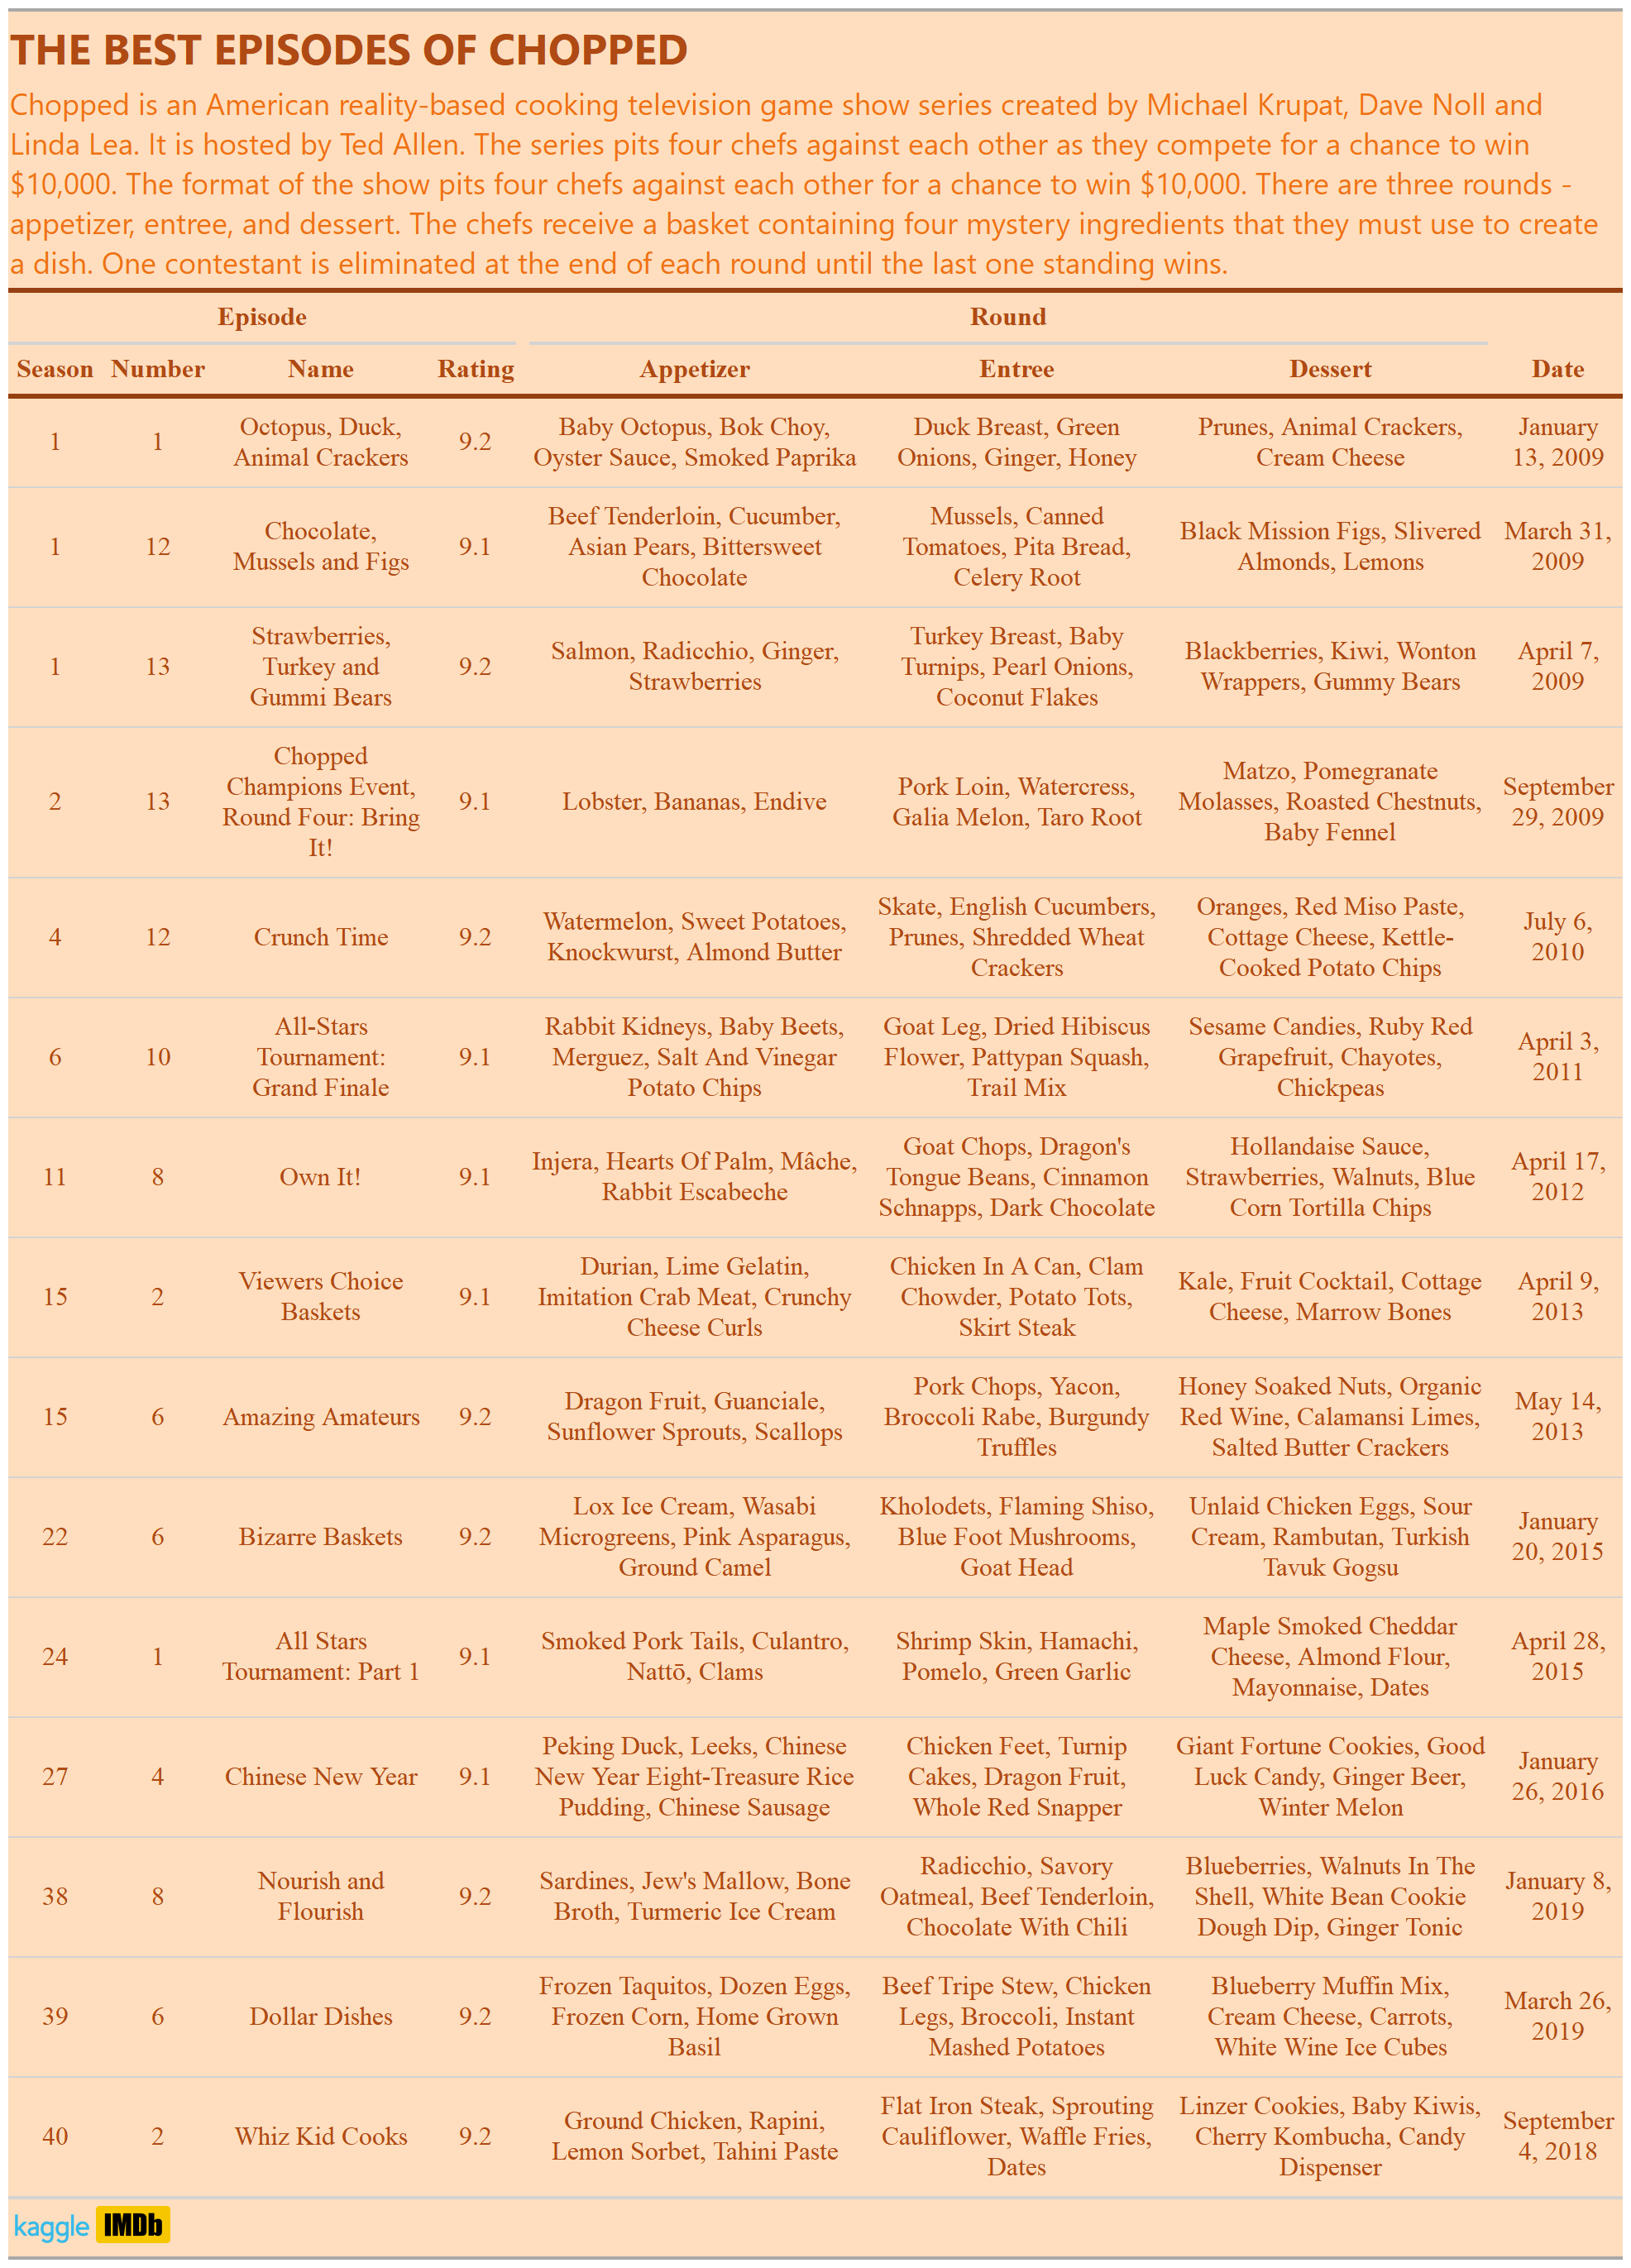 THE BEST EPISODES OF CHOPPED
Chopped is an American reality-based cooking television game show series created by Michael Krupat, Dave Noll and
Linda Lea. It is hosted by Ted Allen. The series pits four chefs against each other as they compete for a chance to win
$10,000. The format of the show pits four chefs against each other for a chance to win $10,000. There are three rounds -
appetizer, entree, and dessert. The chefs receive a basket containing four mystery ingredients that they must use to create
a dish. One contestant is eliminated at the end of each round until the last one standing wins.
Episode Round
Season Number Name Rating Appetizer Entree Dessert Date
1 1 Octopus, Duck, Animal Crackers 9.2 Baby Octopus, Bok Choy, Oyster Sauce, Smoked Paprika Duck Breast, Green Onions, Ginger, Honey Prunes, Animal Crackers, Cream Cheese January 13, 2009
1 12 Chocolate, Mussels and Figs 9.1 Beef Tenderloin, Cucumber, Asian Pears, Bittersweet Chocolate Mussels, Canned Tomatoes, Pita Bread, Celery Root Black Mission Figs, Slivered Almonds, Lemons March 31, 2009
1 13 Strawberries, Turkey and Gummi Bears 9.2 Salmon, Radicchio, Ginger, Strawberries Turkey Breast, Baby Turnips, Pearl Onions, Coconut Flakes Blackberries, Kiwi, Wonton Wrappers, Gummy Bears April 7, 2009
2 13 Chopped Champions Event, Round Four: Bring It! 9.1 Lobster, Bananas, Endive Pork Loin, Watercress, Galia Melon, Taro Root Matzo, Pomegranate Molasses, Roasted Chestnuts, Baby Fennel September 29, 2009
4 12 Crunch Time 9.2 Watermelon, Sweet Potatoes, Knockwurst, Almond Butter Skate, English Cucumbers, Prunes, Shredded Wheat Crackers Oranges, Red Miso Paste, Cottage Cheese, Kettle-Cooked Potato Chips July 6, 2010
6 10 All-Stars Tournament: Grand Finale 9.1 Rabbit Kidneys, Baby Beets, Merguez, Salt And Vinegar Potato Chips Goat Leg, Dried Hibiscus Flower, Pattypan Squash, Trail Mix Sesame Candies, Ruby Red Grapefruit, Chayotes, Chickpeas April 3, 2011
11 8 Own It! 9.1 Injera, Hearts Of Palm, Mâche, Rabbit Escabeche Goat Chops, Dragon's Tongue Beans, Cinnamon Schnapps, Dark Chocolate Hollandaise Sauce, Strawberries, Walnuts, Blue Corn Tortilla Chips April 17, 2012
15 2 Viewers Choice Baskets 9.1 Durian, Lime Gelatin, Imitation Crab Meat, Crunchy Cheese Curls Chicken In A Can, Clam Chowder, Potato Tots, Skirt Steak Kale, Fruit Cocktail, Cottage Cheese, Marrow Bones April 9, 2013
15 6 Amazing Amateurs 9.2 Dragon Fruit, Guanciale, Sunflower Sprouts, Scallops Pork Chops, Yacon, Broccoli Rabe, Burgundy Truffles Honey Soaked Nuts, Organic Red Wine, Calamansi Limes, Salted Butter Crackers May 14, 2013
22 6 Bizarre Baskets 9.2 Lox Ice Cream, Wasabi Microgreens, Pink Asparagus, Ground Camel Kholodets, Flaming Shiso, Blue Foot Mushrooms, Goat Head Unlaid Chicken Eggs, Sour Cream, Rambutan, Turkish Tavuk Gogsu January 20, 2015
24 1 All Stars Tournament: Part 1 9.1 Smoked Pork Tails, Culantro, Nattō, Clams Shrimp Skin, Hamachi, Pomelo, Green Garlic Maple Smoked Cheddar Cheese, Almond Flour, Mayonnaise, Dates April 28, 2015
27 4 Chinese New Year 9.1 Peking Duck, Leeks, Chinese New Year Eight-Treasure Rice Pudding, Chinese Sausage Chicken Feet, Turnip Cakes, Dragon Fruit, Whole Red Snapper Giant Fortune Cookies, Good Luck Candy, Ginger Beer, Winter Melon January 26, 2016
38 8 Nourish and Flourish 9.2 Sardines, Jew's Mallow, Bone Broth, Turmeric Ice Cream Radicchio, Savory Oatmeal, Beef Tenderloin, Chocolate With Chili Blueberries, Walnuts In The Shell, White Bean Cookie Dough Dip, Ginger Tonic January 8, 2019
39 6 Dollar Dishes 9.2 Frozen Taquitos, Dozen Eggs, Frozen Corn, Home Grown Basil Beef Tripe Stew, Chicken Legs, Broccoli, Instant Mashed Potatoes Blueberry Muffin Mix, Cream Cheese, Carrots, White Wine Ice Cubes March 26, 2019
40 2 Whiz Kid Cooks 9.2 Ground Chicken, Rapini, Lemon Sorbet, Tahini Paste Flat Iron Steak, Sprouting Cauliflower, Waffle Fries, Dates Linzer Cookies, Baby Kiwis, Cherry Kombucha, Candy Dispenser September 4, 2018
kaggle IMDb